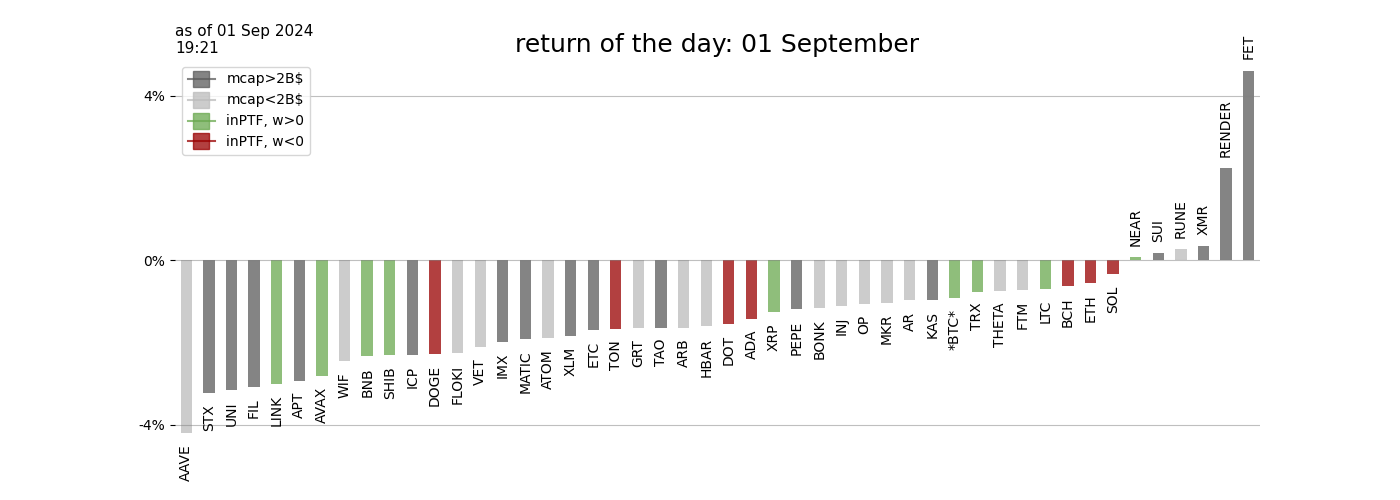 as of 01 Sep 2024
19:21
return of the day: 01 September
mcap>2B$
mcap<2B$
inPTF, w>0
inPTF, w<0
4%
0%
-4%
AAVE
STX
UNI
FIL
LINK
APT
AVAX
WIF
BNB
SHIB
ICP
DOGE
FLOKI
VET
IMX
MATIC
ATOM
XLM
ETC
TON
GRT
TAO
ARB
HBAR
DOT
ADA
XRP
PEPE
BONK
INJ
OP
MKR
AR
KAS
*BTC*
TRX
THETA
FTM
LTC
BCH
ETH
SOL
NEAR
SUI
RUNE
XMR
RENDER
FET